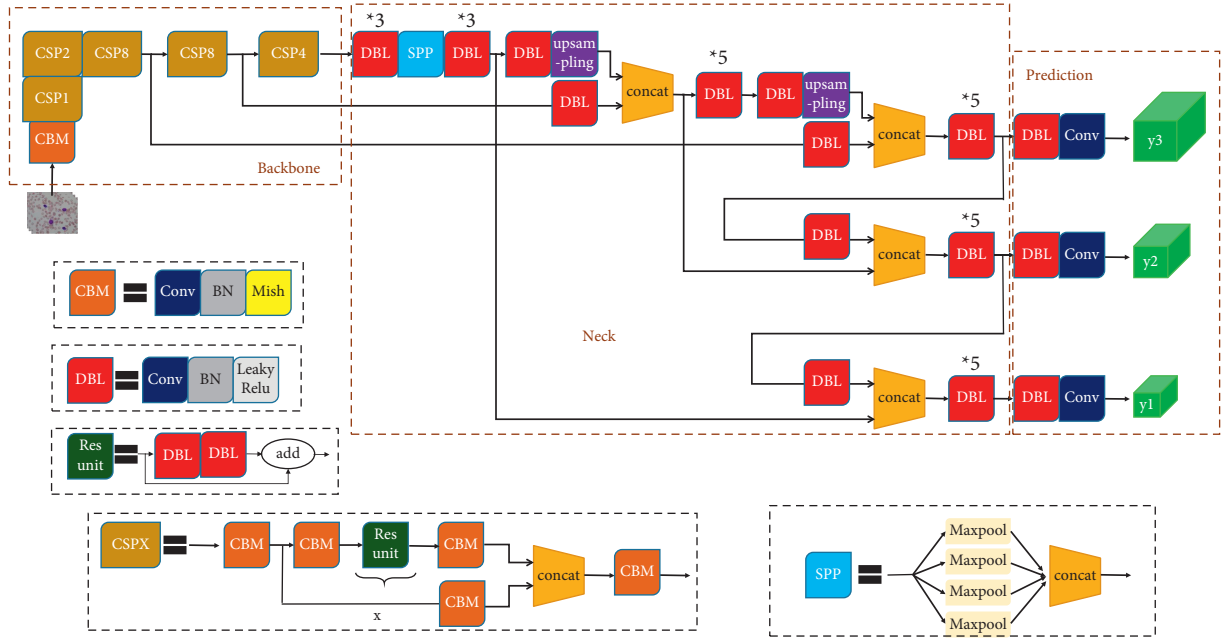 *3
*3
CSP2 CSP8
CSP8
CSP4
DBL SPP DBL
DBL upsam
-pling
*5
Prediction
CSP1
DBL
concat
DBL
DBL upsam
-pling
*5
CBM
DBL
concat
DBL
DBL Conv
y3
Backbone
DBL
concat
*5
DBL
DBL Conv
y2
CBM
Conv BN Mish
Neck
DBL
Conv BN Leaky
Relu
DBL
concat
*5
DBL
DBL Conv
y1
Res
unit
DBL DBL
add
CSPX
CBM
CBM
Res
unit
CBM
concat
CBM
x
CBM
SPP
Maxpool
Maxpool
Maxpool
Maxpool
concat